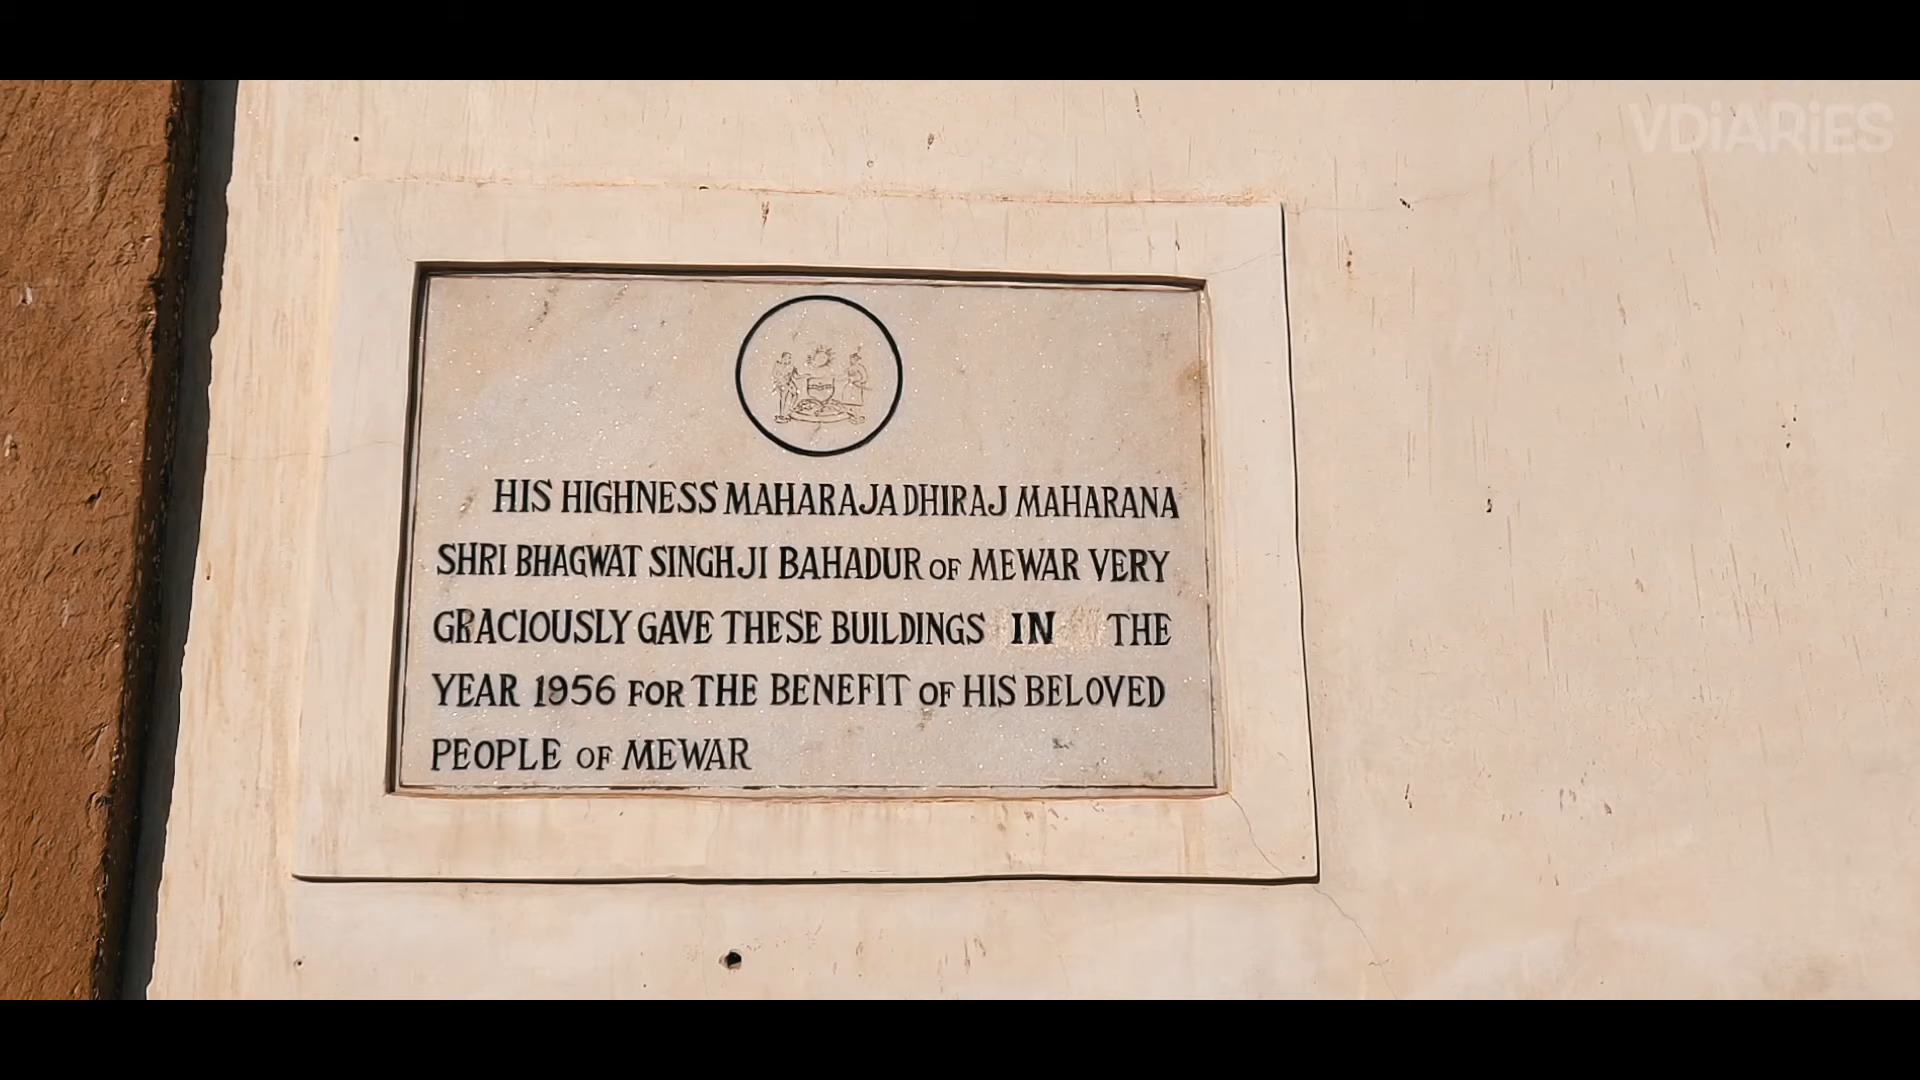 VDiARiES
HIS HIGHNESS MAHARAJA DHIRAJ MAHARANA
SHRI BHAGWAT SINGHJI BAHADUR OF MEWAR VERY
GRACIOUSLY GAVE THESE BUILDINGS IN THE
YEAR 1956 FOR THE BENEFIT OF HIS BELOVED
PEOPLE OF MEWAR